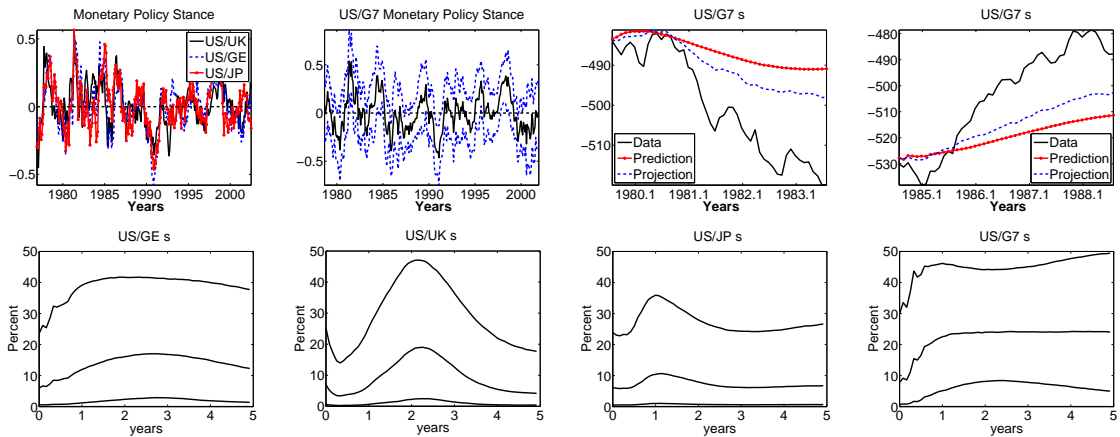 Monetary Policy Stance
0.5
0
−0.5
US/UK
US/GE
US/JP
1980 1985 1990 1995 2000
Years
US/G7 Monetary Policy Stance
0.5
0
−0.5
1980 1985 1990 1995 2000
Years
US/G7 s
−490
−500
−510
Data
Prediction
Projection
1980.1 1981.1 1982.1 1983.1
Years
US/G7 s
−480
−490
−500
−510
−520
−530
Data
Prediction
Projection
1985.1 1986.1 1987.1 1988.1
Years
US/GE s
Percent
50
40
30
20
10
0
0 1 2 3 4 5
years
US/UK s
Percent
50
40
30
20
10
0
0 1 2 3 4 5
years
US/JP s
Percent
50
40
30
20
10
0
0 1 2 3 4 5
years
US/G7 s
Percent
50
40
30
20
10
0
0 1 2 3 4 5
years